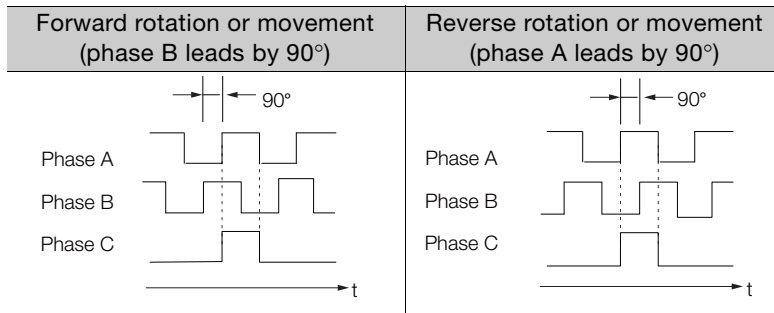 Forward rotation or movement
(phase B leads by 90°)
90°
Phase A
Phase B
Phase C
t
Reverse rotation or movement
(phase A leads by 90°)
90°
Phase A
Phase B
Phase C
t